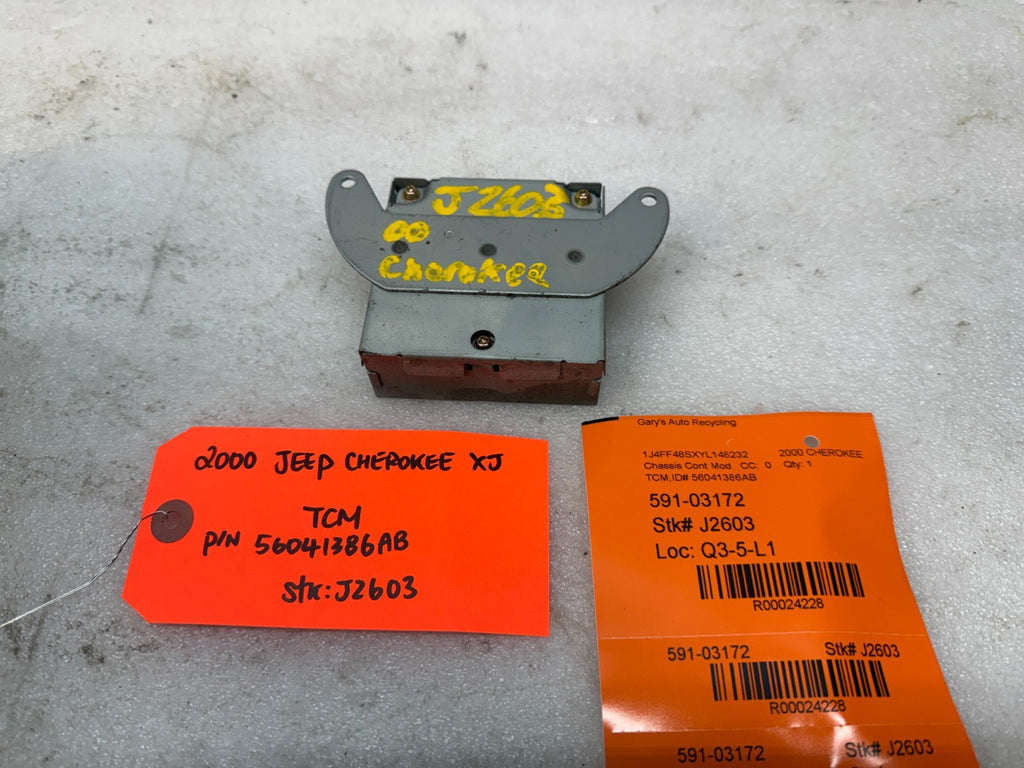 J2603
00
Cherokee
2000 JEEP CHEROKEE XJ
TCM
P/N 56041386AB
Stk: J2603
Gary's Auto Recycling
1J4FF48SXYL148232 2000 CHEROKEE
Chassis Cont Mod CC: 0 Qty: 1
TCM,ID# 56041386AB
591-03172
Stk# J2603
Loc: Q3-5-L1
R00024228
591-03172 Stk# J2603
R00024228
591-03172 Stk# J2603